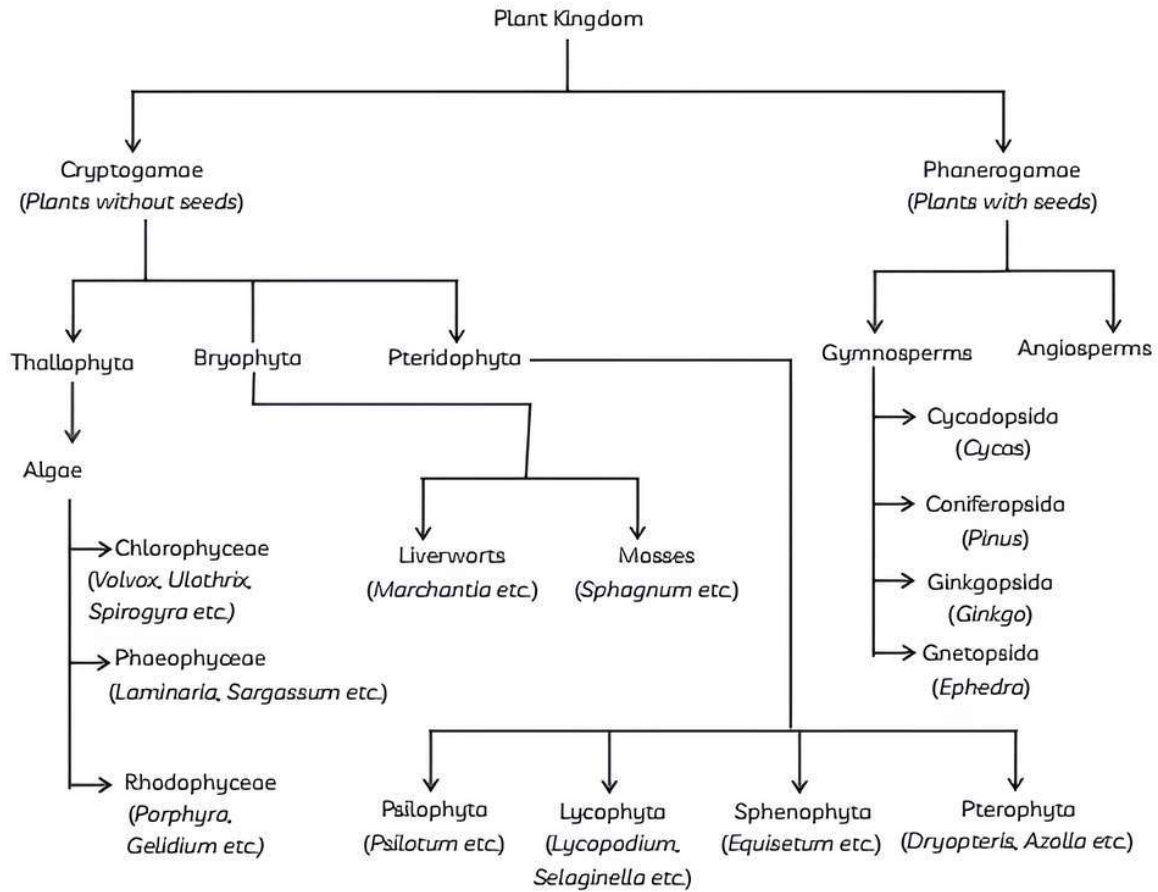 Plant Kingdom
Cryptogamae
(Plants without seeds)
Phanerogamae
(Plants with seeds)
Thallophyta
Bryophyta
Pteridophyta
Gymnosperms
Angiosperms
Algae
Chlorophyceae
(Volvox, Ulothrix,
Spirogyra etc.)
Phaeophyceae
(Laminaria, Sargassum etc.)
Rhodophyceae
(Porphyra,
Gelidium etc.)
Liverworts
(Marchantia etc.)
Mosses
(Sphagnum etc.)
Cycadopsida
(Cycas)
Coniferopsida
(Pinus)
Ginkgopsida
(Ginkgo)
Gnetopsida
(Ephedra)
Psilophyta
(Psilotum etc.)
Lycophyta
(Lycopodium,
Selaginella etc.)
Sphenophyta
(Equisetum etc.)
Pterophyta
(Dryopteris, Azolla etc.)